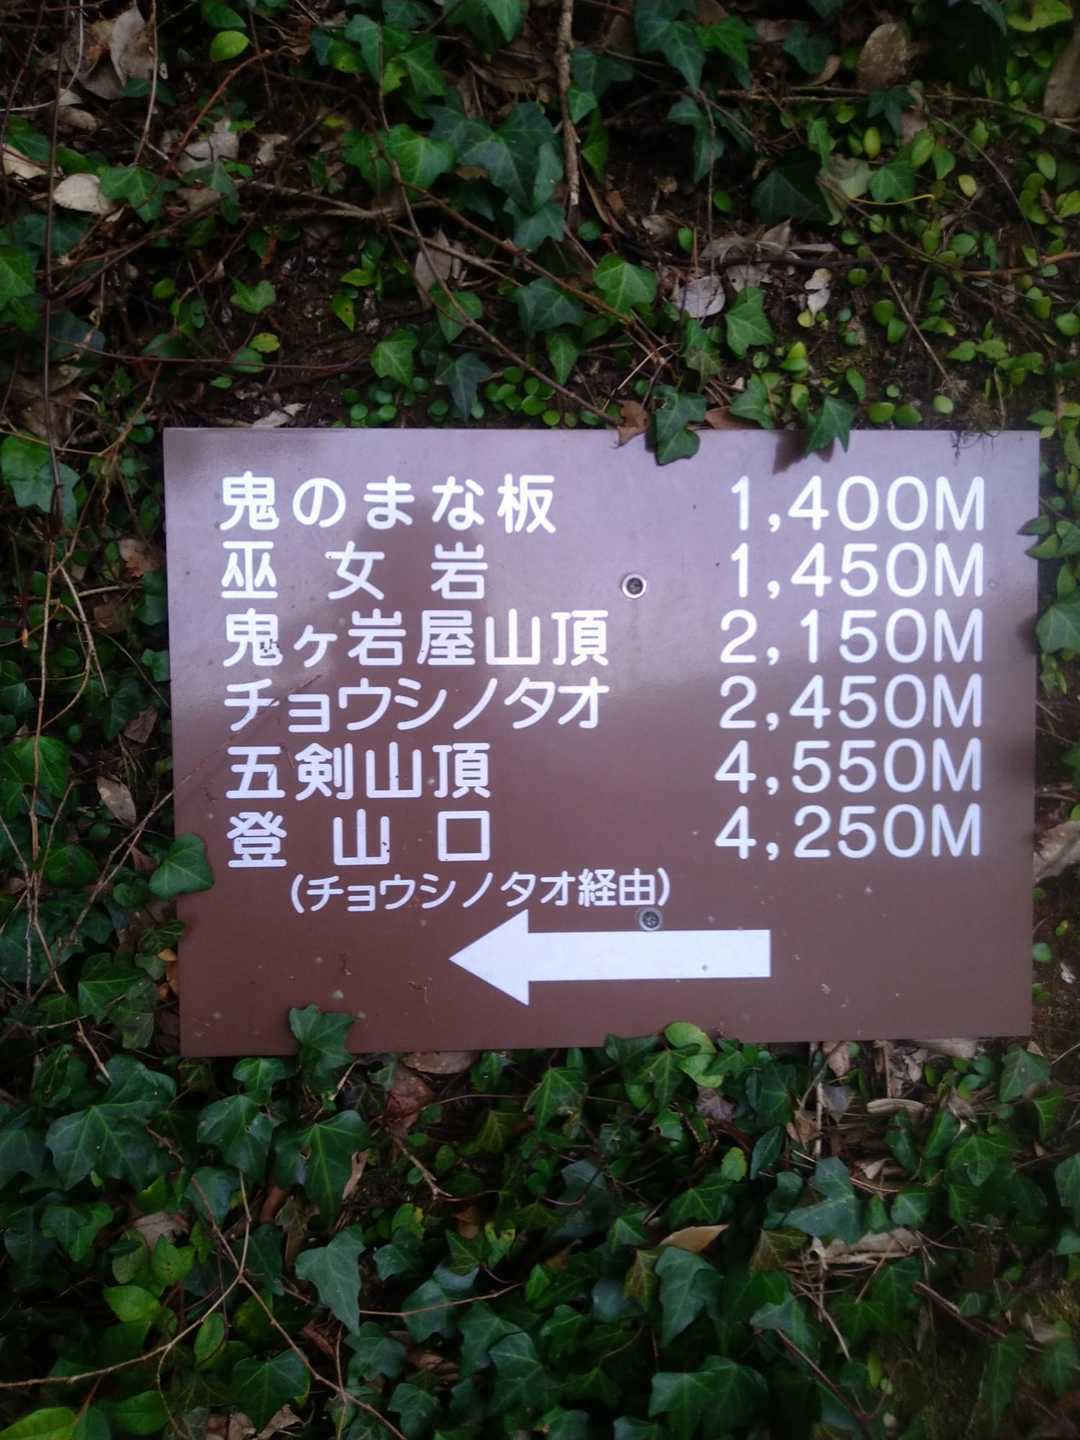 鬼のまな板 1,400M
巫女岩 1,450M
鬼ヶ岩屋山頂 2,150M
チョウシノタオ 2,450M
五剣山頂 4,550M
登山口 4,250M
(チョウシノタオ経由)